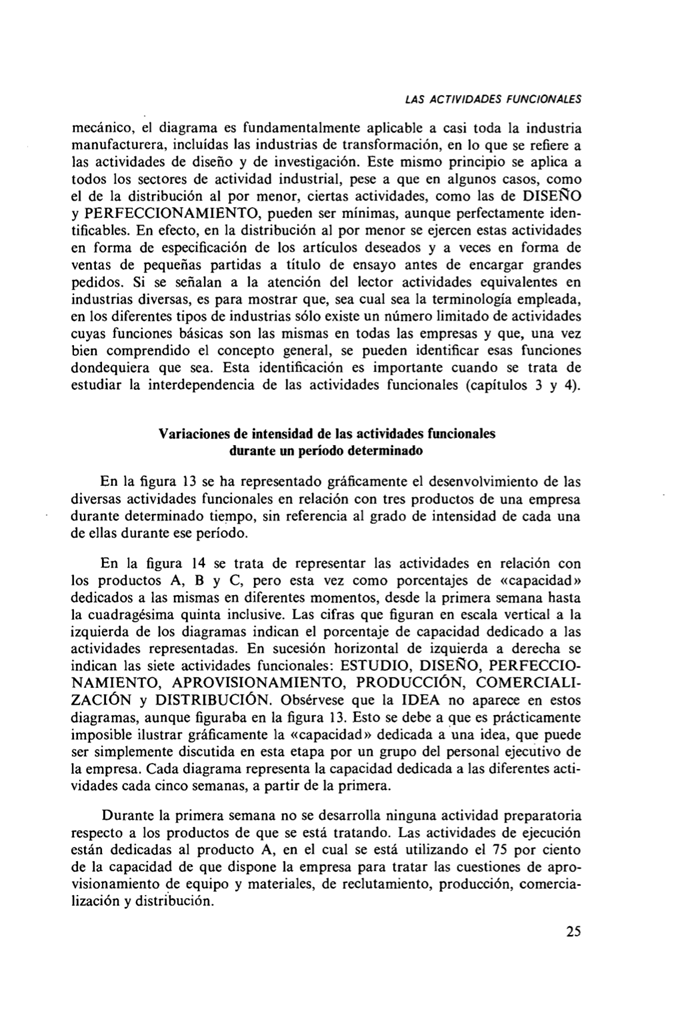 LAS ACTIVIDADES FUNCIONALES
mecánico, el diagrama es fundamentalmente aplicable a casi toda la industria
manufacturera, incluídas las industrias de transformación, en lo que se refiere a
las actividades de diseño y de investigación. Este mismo principio se aplica a
todos los sectores de actividad industrial, pese a que en algunos casos, como
el de la distribución al por menor, ciertas actividades, como las de DISEÑO
y PERFECCIONAMIENTO, pueden ser mínimas, aunque perfectamente iden-
tificables. En efecto, en la distribución al por menor se ejercen estas actividades
en forma de especificación de los artículos deseados y a veces en forma de
ventas de pequeñas partidas a título de ensayo antes de encargar grandes
pedidos. Si se señalan a la atención del lector actividades equivalentes en
industrias diversas, es para mostrar que, sea cual sea la terminología empleada,
en los diferentes tipos de industrias sólo existe un número limitado de actividades
cuyas funciones básicas son las mismas en todas las empresas y que, una vez
bien comprendido el concepto general, se pueden identificar esas funciones
dondequiera que sea. Esta identificación es importante cuando se trata de
estudiar la interdependencia de las actividades funcionales (capítulos 3 y 4).
Variaciones de intensidad de las actividades funcionales
durante un período determinado
En la figura 13 se ha representado gráficamente el desenvolvimiento de las
diversas actividades funcionales en relación con tres productos de una empresa
durante determinado tiempo, sin referencia al grado de intensidad de cada una
de ellas durante ese período.
En la figura 14 se trata de representar las actividades en relación con
los productos A, B y C, pero esta vez como porcentajes de «capacidad»
dedicados a las mismas en diferentes momentos, desde la primera semana hasta
la cuadragésima quinta inclusive. Las cifras que figuran en escala vertical a la
izquierda de los diagramas indican el porcentaje de capacidad dedicado a las
actividades representadas. En sucesión horizontal de izquierda a derecha se
indican las siete actividades funcionales: ESTUDIO, DISEÑO, PERFECCIO-
NAMIENTO, APROVISIONAMIENTO, PRODUCCIÓN, COMERCIALI-
ZACIÓN y DISTRIBUCIÓN. Obsérvese que la IDEA no aparece en estos
diagramas, aunque figuraba en la figura 13. Esto se debe a que es prácticamente
imposible ilustrar gráficamente la «capacidad» dedicada a una idea, que puede
ser simplemente discutida en esta etapa por un grupo del personal ejecutivo de
la empresa. Cada diagrama representa la capacidad dedicada a las diferentes acti-
vidades cada cinco semanas, a partir de la primera.
Durante la primera semana no se desarrolla ninguna actividad preparatoria
respecto a los productos de que se está tratando. Las actividades de ejecución
están dedicadas al producto A, en el cual se está utilizando el 75 por ciento
de la capacidad de que dispone la empresa para tratar las cuestiones de apro-
visionamiento de equipo y materiales, de reclutamiento, producción, comercia-
lización y distribución.
25